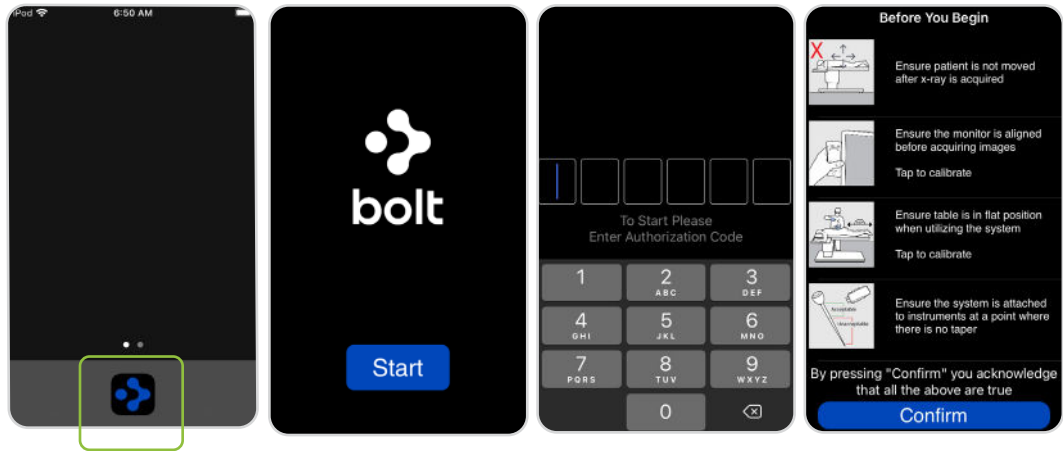 iPod
6:50 AM
bolt
Start
To Start Please
Enter Authorization Code
1
2
ABC
3
DEF
4
GHI
5
JKL
6
MNO
7
PQRS
8
TUV
9
WXYZ
0
Before You Begin
X
Ensure patient is not moved
after x-ray is acquired
Ensure the monitor is aligned
before acquiring images
Tap to calibrate
Ensure table is in flat position
when utilizing the system
Tap to calibrate
Acceptable
Unacceptable
Ensure the system is attached
to instruments at a point where
there is no taper
By pressing "Confirm" you acknowledge
that all the above are true
Confirm